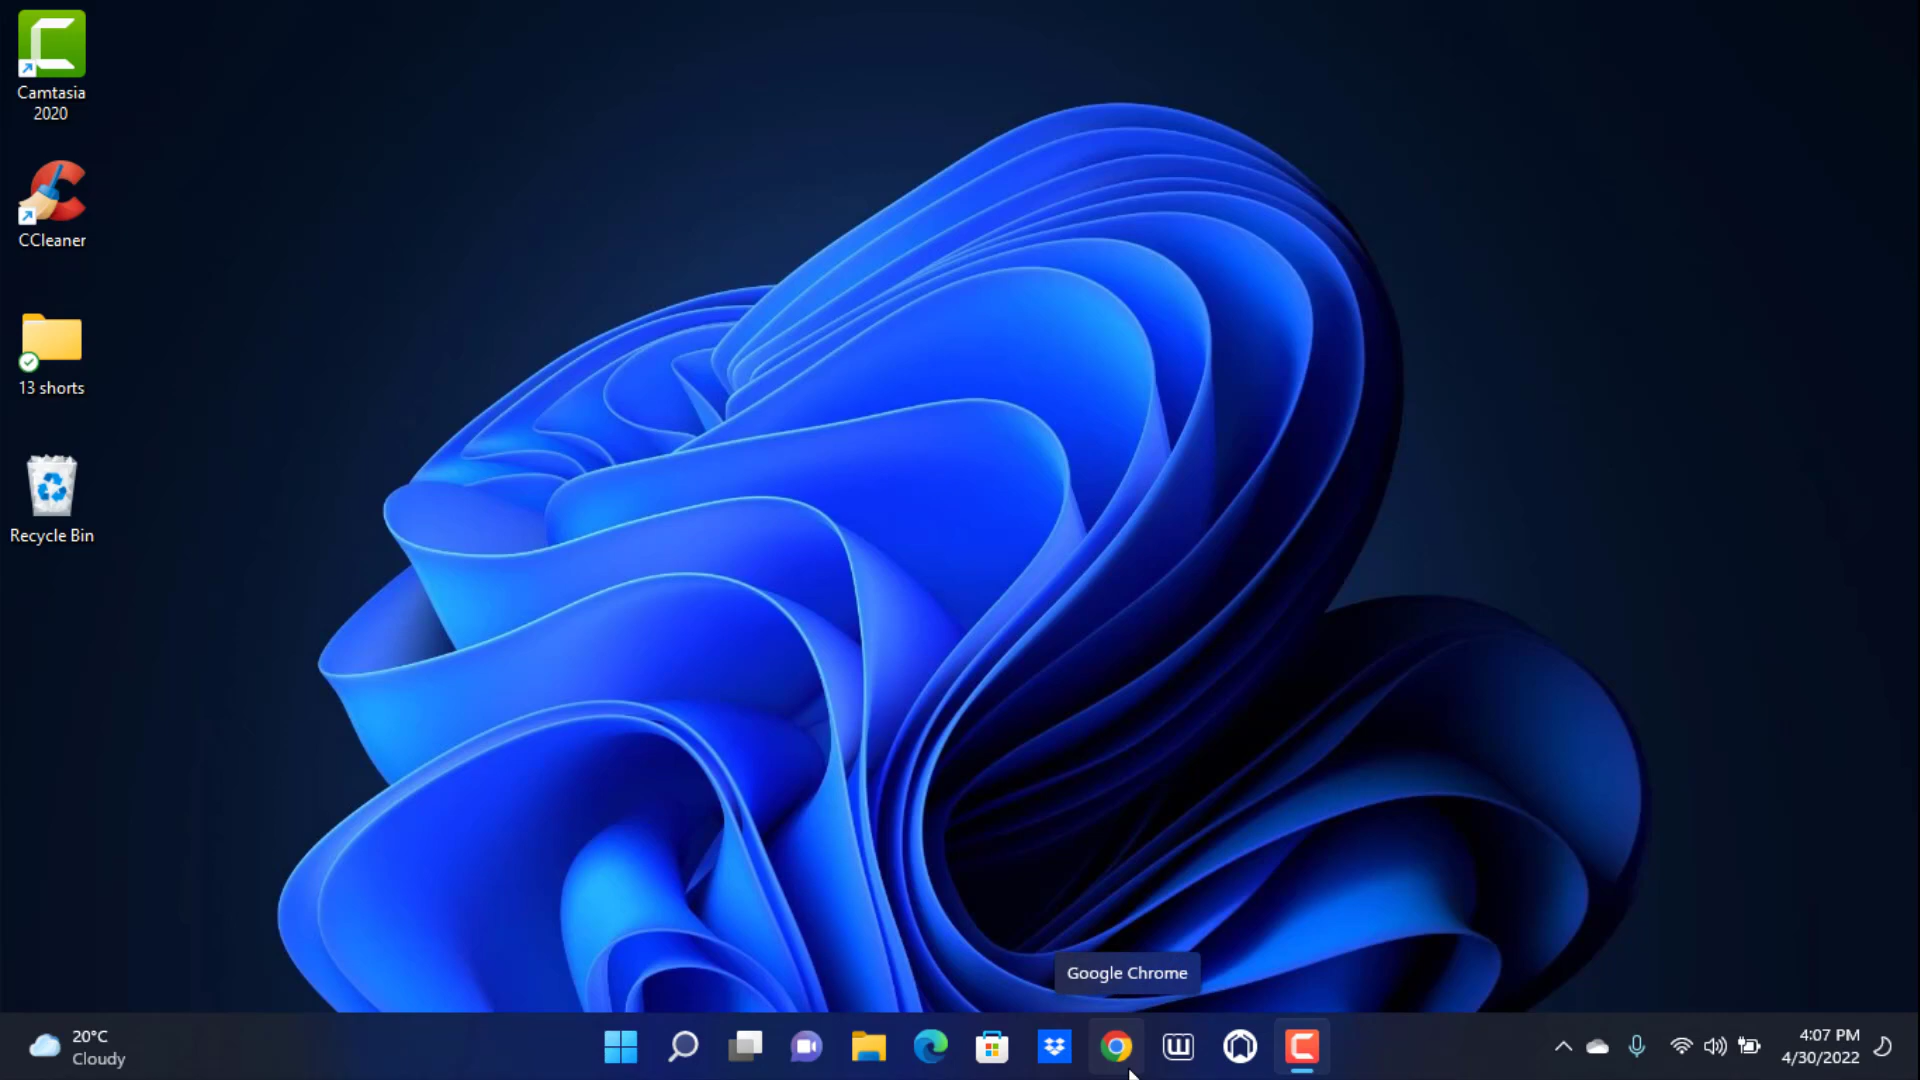 Camtasia
2020
CCleaner
13 shorts
Recycle Bin
Google Chrome
20°C
Cloudy
4:07 PM
4/30/2022